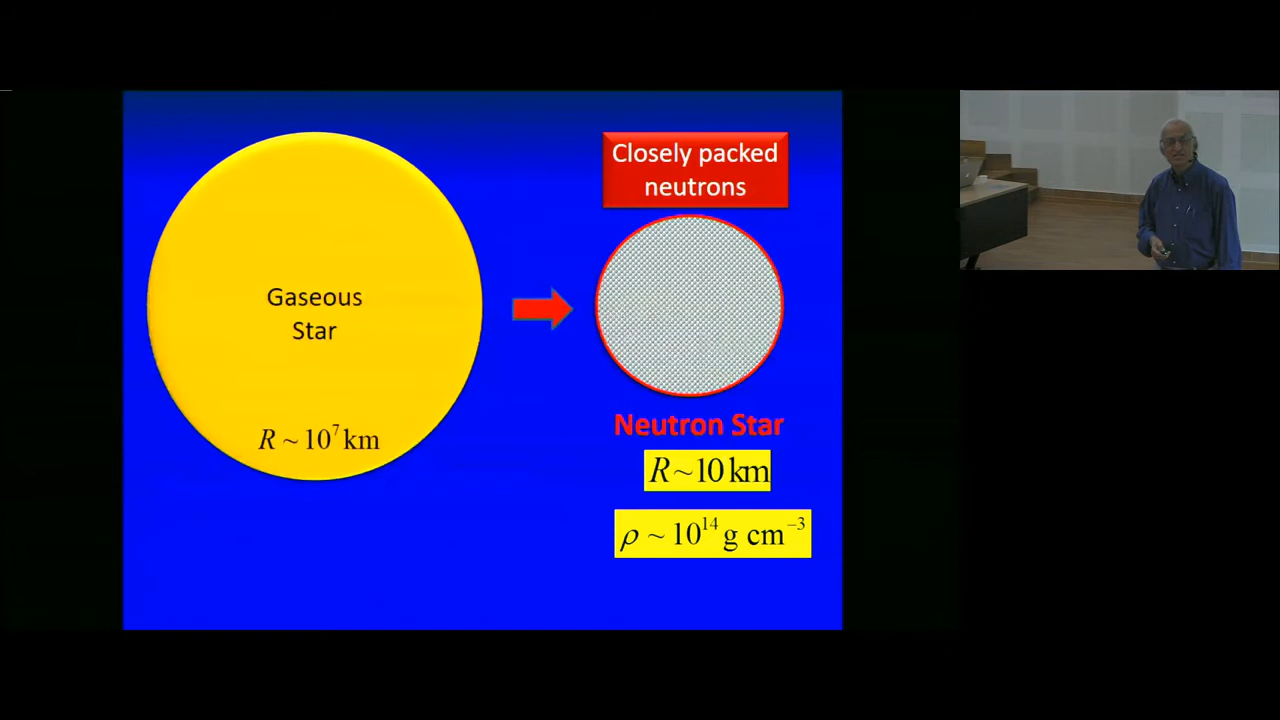 Gaseous
Star
R ~ 10⁷ km
Closely packed
neutrons
Neutron Star
R ~ 10 km
ρ ~ 10¹⁴ g cm⁻³